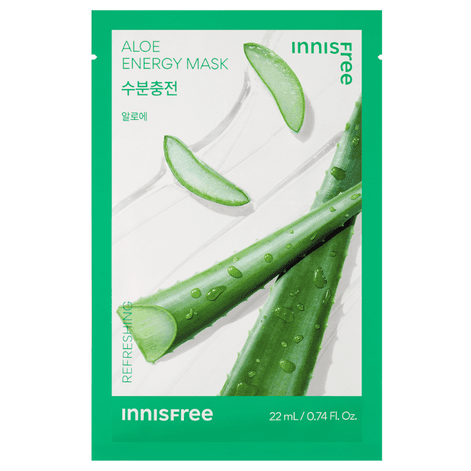 ALOE
ENERGY MASK
수분충전
알로에
innisfree
REFRESHING
innisfree
22 mL / 0.74 Fl. Oz.